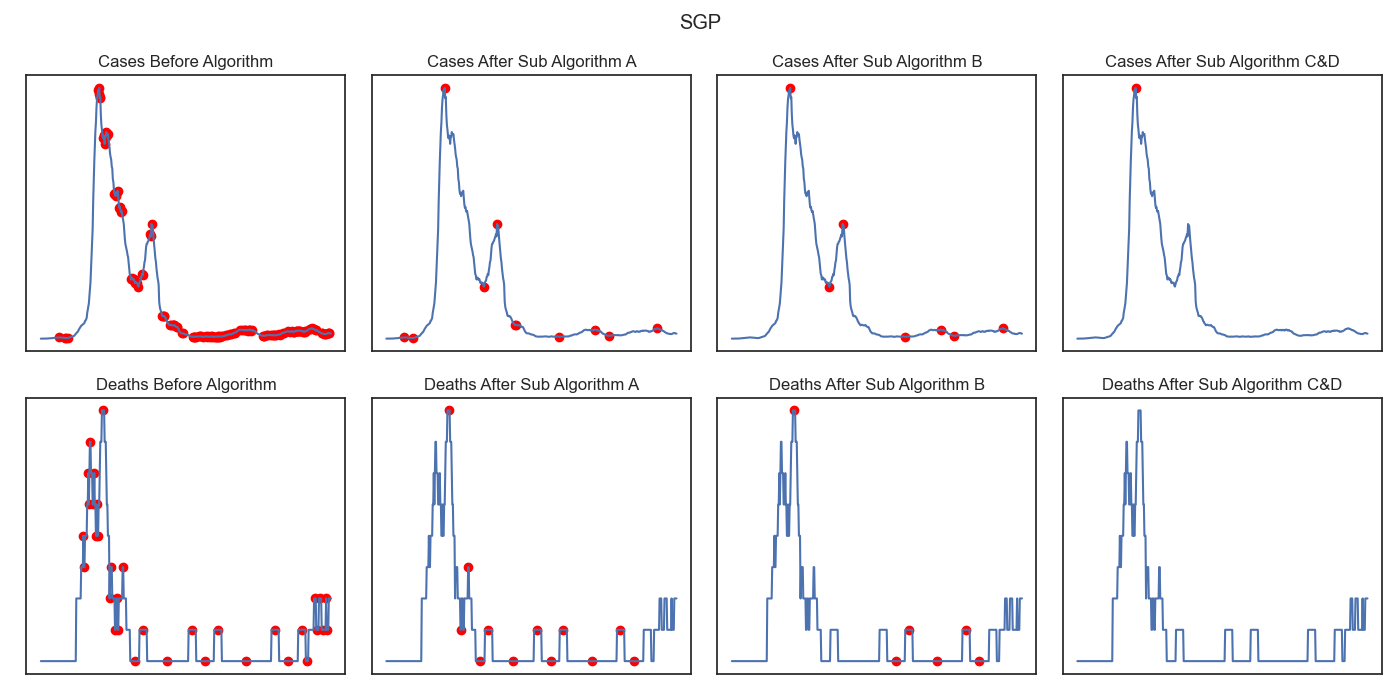 SGP
Cases Before Algorithm
Cases After Sub Algorithm A
Cases After Sub Algorithm B
Cases After Sub Algorithm C&D
Deaths Before Algorithm
Deaths After Sub Algorithm A
Deaths After Sub Algorithm B
Deaths After Sub Algorithm C&D